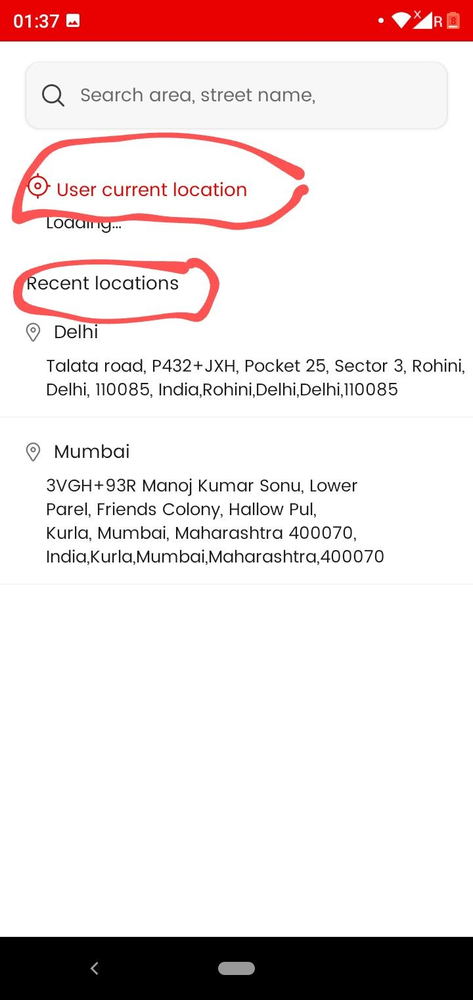 01:37
R
8
Search area, street name,
User current location
Loading...
Recent locations
Delhi
Talata road, P432+JXH, Pocket 25, Sector 3, Rohini,
Delhi, 110085, India,Rohini,Delhi,Delhi,110085
Mumbai
3VGH+93R Manoj Kumar Sonu, Lower
Parel, Friends Colony, Hallow Pul,
Kurla, Mumbai, Maharashtra 400070,
India,Kurla,Mumbai,Maharashtra,400070